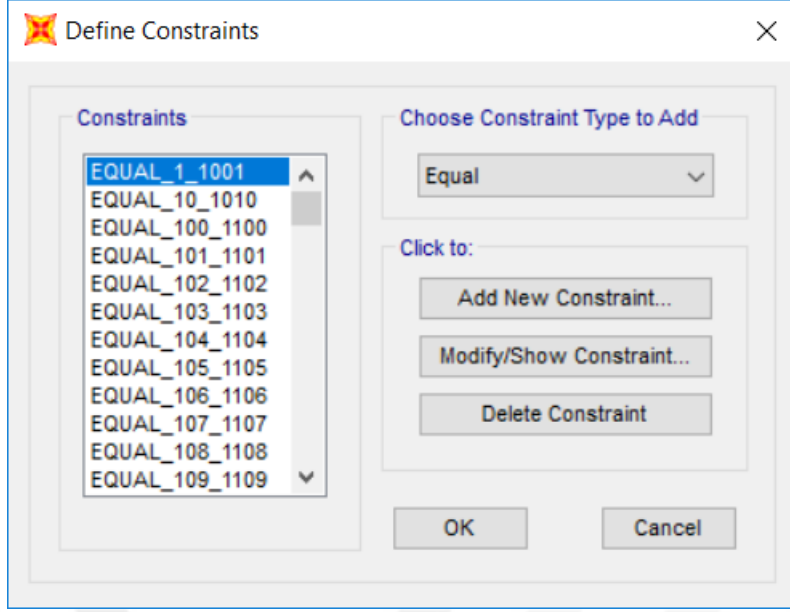 Define Constraints
Constraints
EQUAL_1_1001
EQUAL_10_1010
EQUAL_100_1100
EQUAL_101_1101
EQUAL_102_1102
EQUAL_103_1103
EQUAL_104_1104
EQUAL_105_1105
EQUAL_106_1106
EQUAL_107_1107
EQUAL_108_1108
EQUAL_109_1109
Choose Constraint Type to Add
Equal
Click to:
Add New Constraint...
Modify/Show Constraint...
Delete Constraint
OK
Cancel